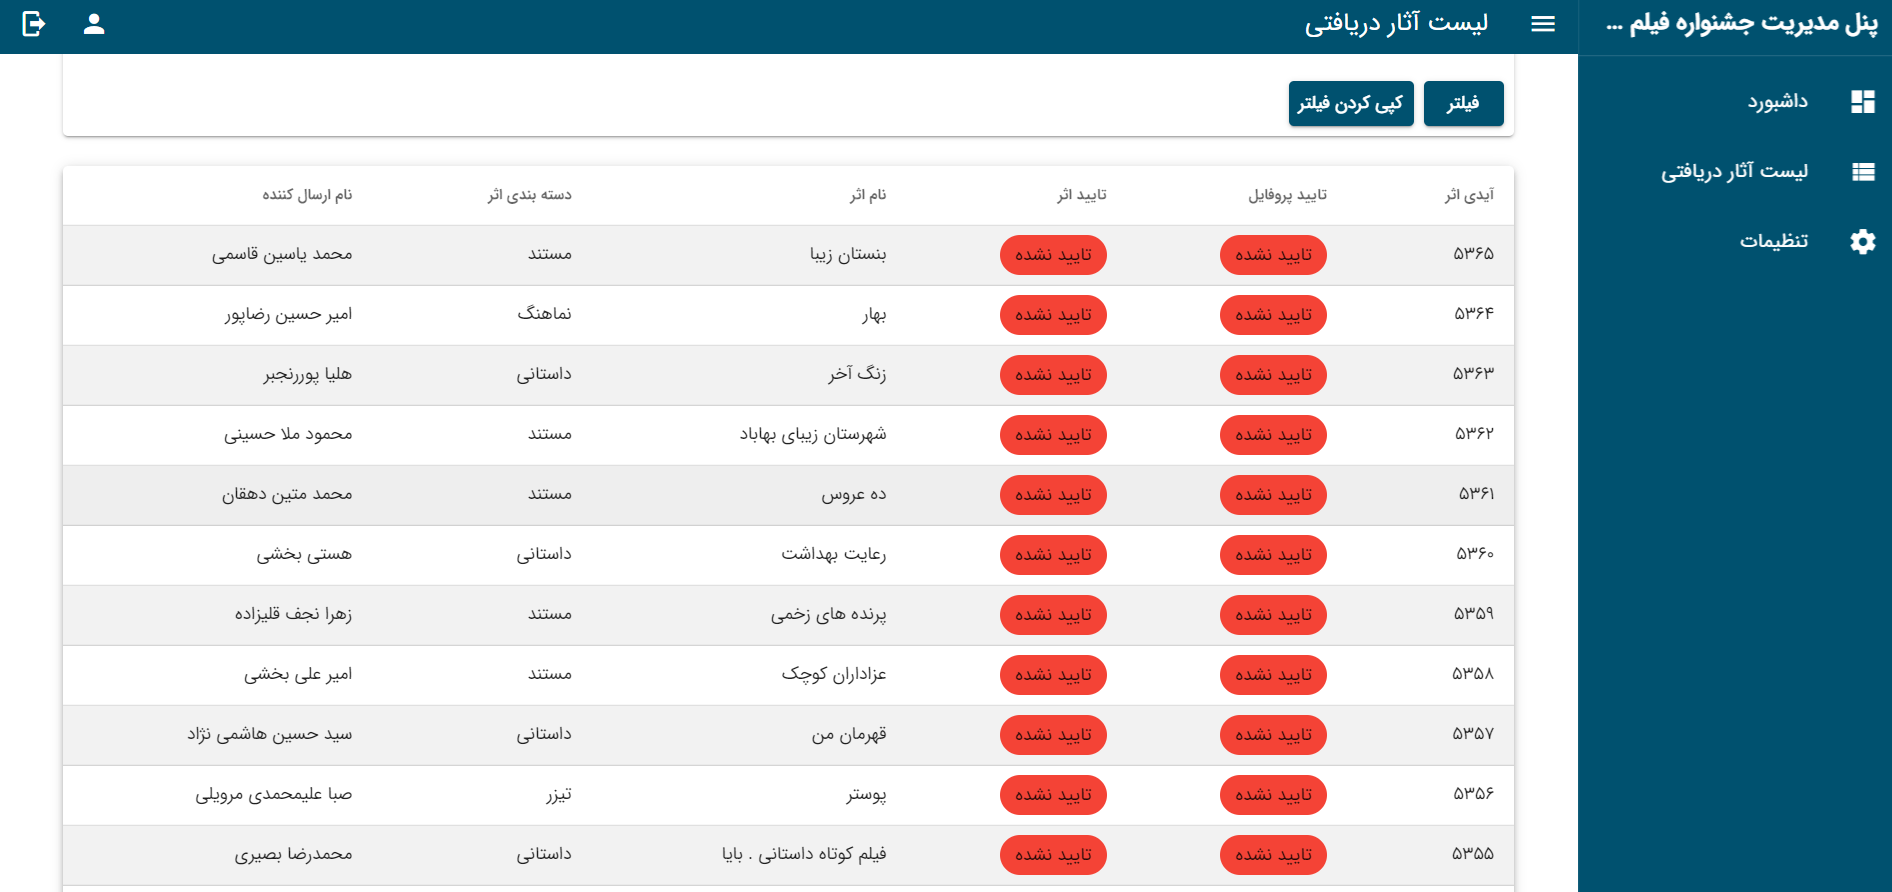 پنل مدیریت جشنواره فیلم ...
لیست آثار دریافتی
داشبورد
لیست آثار دریافتی
تنظیمات
فیلتر
کپی کردن فیلتر
آیدی اثر تایید پروفایل تایید اثر نام اثر دسته بندی اثر نام ارسال کننده
۵۳۶۵ تایید نشده تایید نشده بنستان زیبا مستند محمد یاسین قاسمی
۵۳۶۴ تایید نشده تایید نشده بهار نماهنگ امیر حسین رضاپور
۵۳۶۳ تایید نشده تایید نشده زنگ آخر داستانی هلیا پوررنجبر
۵۳۶۲ تایید نشده تایید نشده شهرستان زیبای بهاباد مستند محمود ملا حسینی
۵۳۶۱ تایید نشده تایید نشده ده عروس مستند محمد متین دهقان
۵۳۶۰ تایید نشده تایید نشده رعایت بهداشت داستانی هستی بخشی
۵۳۵۹ تایید نشده تایید نشده پرنده های زخمی مستند زهرا نجف قلیزاده
۵۳۵۸ تایید نشده تایید نشده عزاداران کوچک مستند امیر علی بخشی
۵۳۵۷ تایید نشده تایید نشده قهرمان من داستانی سید حسین هاشمی نژاد
۵۳۵۶ تایید نشده تایید نشده پوستر تیزر صبا علیمحمدی مرویلی
۵۳۵۵ تایید نشده تایید نشده فیلم کوتاه داستانی . بایا داستانی محمدرضا بصیری